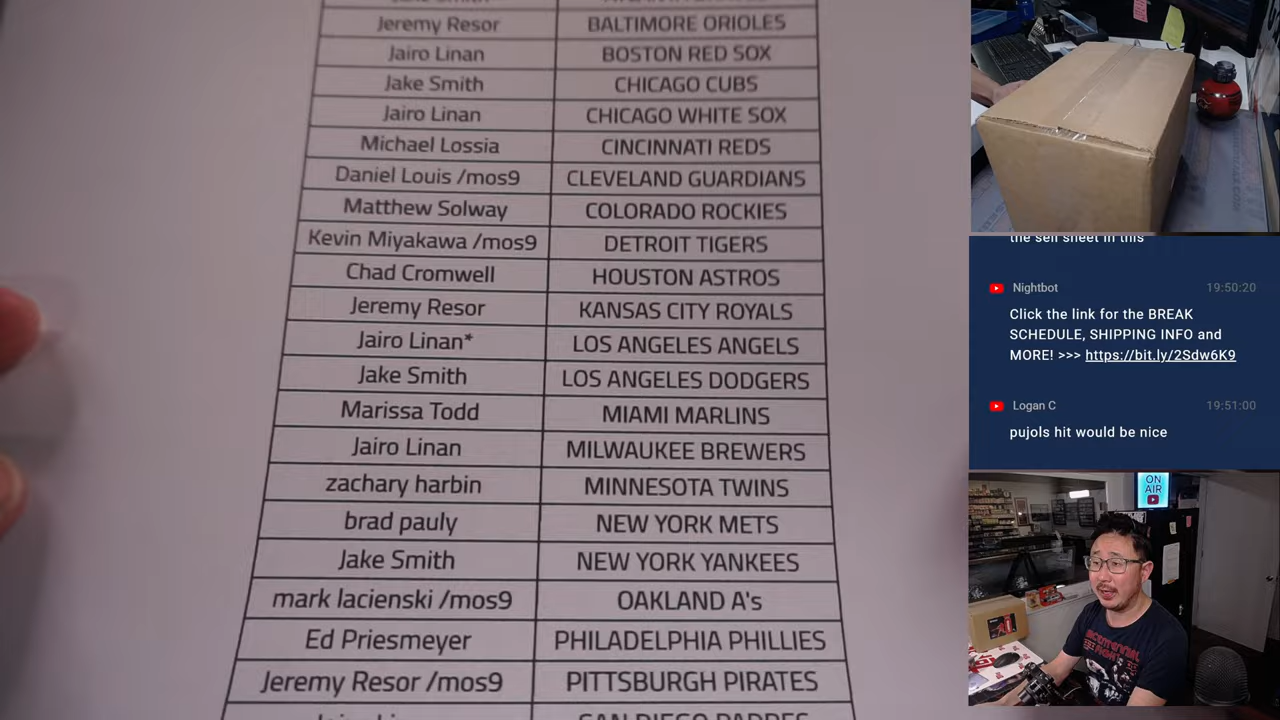 Jeremy Resor BALTIMORE ORIOLES
Jairo Linan BOSTON RED SOX
Jake Smith CHICAGO CUBS
Jairo Linan CHICAGO WHITE SOX
Michael Lossia CINCINNATI REDS
Daniel Louis /mos9 CLEVELAND GUARDIANS
Matthew Solway COLORADO ROCKIES
Kevin Miyakawa /mos9 DETROIT TIGERS
Chad Cromwell HOUSTON ASTROS
Jeremy Resor KANSAS CITY ROYALS
Jairo Linan* LOS ANGELES ANGELS
Jake Smith LOS ANGELES DODGERS
Marissa Todd MIAMI MARLINS
Jairo Linan MILWAUKEE BREWERS
zachary harbin MINNESOTA TWINS
brad pauly NEW YORK METS
Jake Smith NEW YORK YANKEES
mark lacienski /mos9 OAKLAND A's
Ed Priesmeyer PHILADELPHIA PHILLIES
Jeremy Resor /mos9 PITTSBURGH PIRATES
SAN DIEGO PADRES
the sell sheet in this
Nightbot 19:50:20
Click the link for the BREAK
SCHEDULE, SHIPPING INFO and
MORE! >>> https://bit.ly/2Sdw6K9
Logan C 19:51:00
pujols hit would be nice
ON
AIR